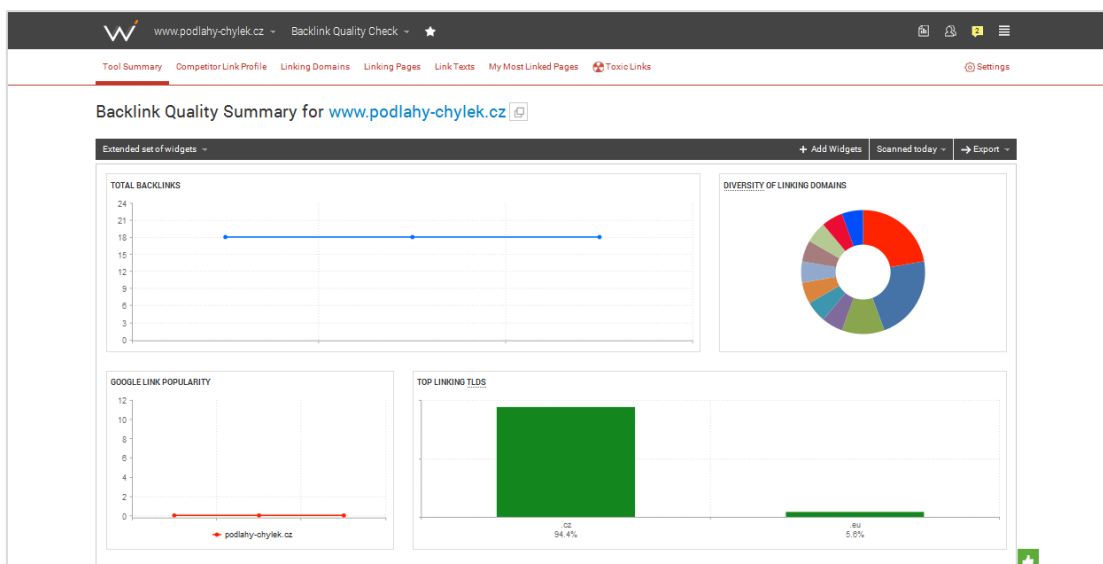 www.podlahy-chylek.cz Backlink Quality Check 2
Tool Summary Competitor Link Profile Linking Domains Linking Pages Link Texts My Most Linked Pages Toxic Links Settings
Backlink Quality Summary for www.podlahy-chylek.cz
Extended set of widgets + Add Widgets Scanned today → Export
TOTAL BACKLINKS
24
21
18
15
12
9
6
3
0
DIVERSITY OF LINKING DOMAINS
GOOGLE LINK POPULARITY
12
10
8
6
4
2
0
podlahy-chylek.cz
TOP LINKING TLDS
.cz .eu
94.4% 5.6%